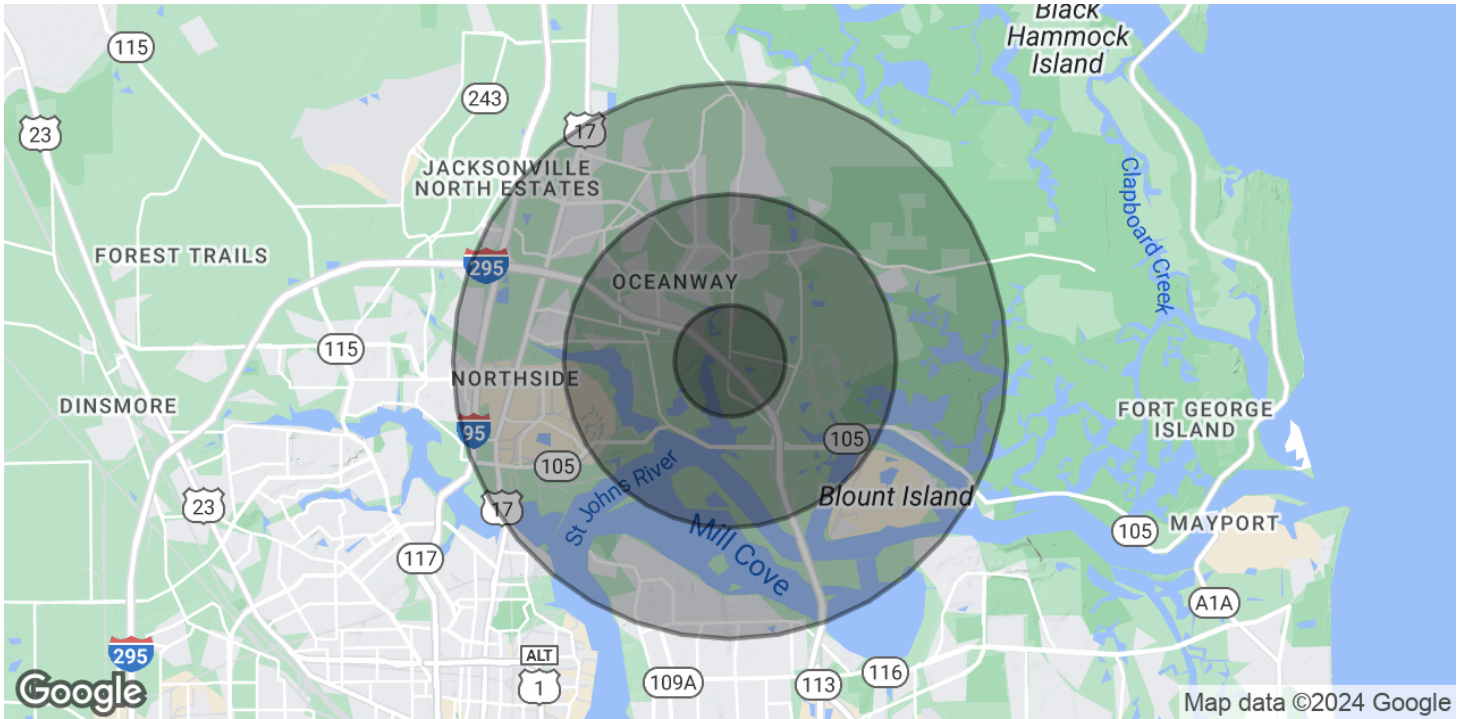 Black
Hammock
Island
115
243
23
17
JACKSONVILLE
NORTH ESTATES
Clapboard Creek
FOREST TRAILS
295
OCEANWAY
115
NORTHSIDE
DINSMORE
FORT GEORGE
ISLAND
95
105
105
St Johns River
Blount Island
23
17
Mill Cove
105
MAYPORT
117
A1A
295
ALT
1
109A
113
116
Google
Map data ©2024 Google